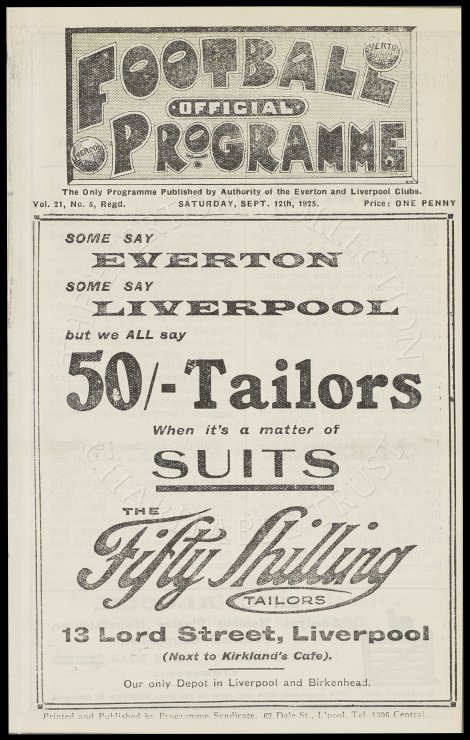 FOOTBALL
EVERTON
OFFICIAL
PROGRAMME
EVERTON
The Only Programme Published by Authority of the Everton and Liverpool Clubs.
Vol. 21, No. 5, Regd. SATURDAY, SEPT. 12th, 1925. Price: ONE PENNY
SOME SAY
EVERTON
SOME SAY
LIVERPOOL
but we ALL say
50/- Tailors
When it's a matter of
SUITS
THE
Fifty Shilling
TAILORS
13 Lord Street, Liverpool
(Next to Kirkland's Cafe).
Our only Depot in Liverpool and Birkenhead.
Printed and Published by Programme Syndicate, 62 Dale St., L'pool. Tel. 1396 Central.